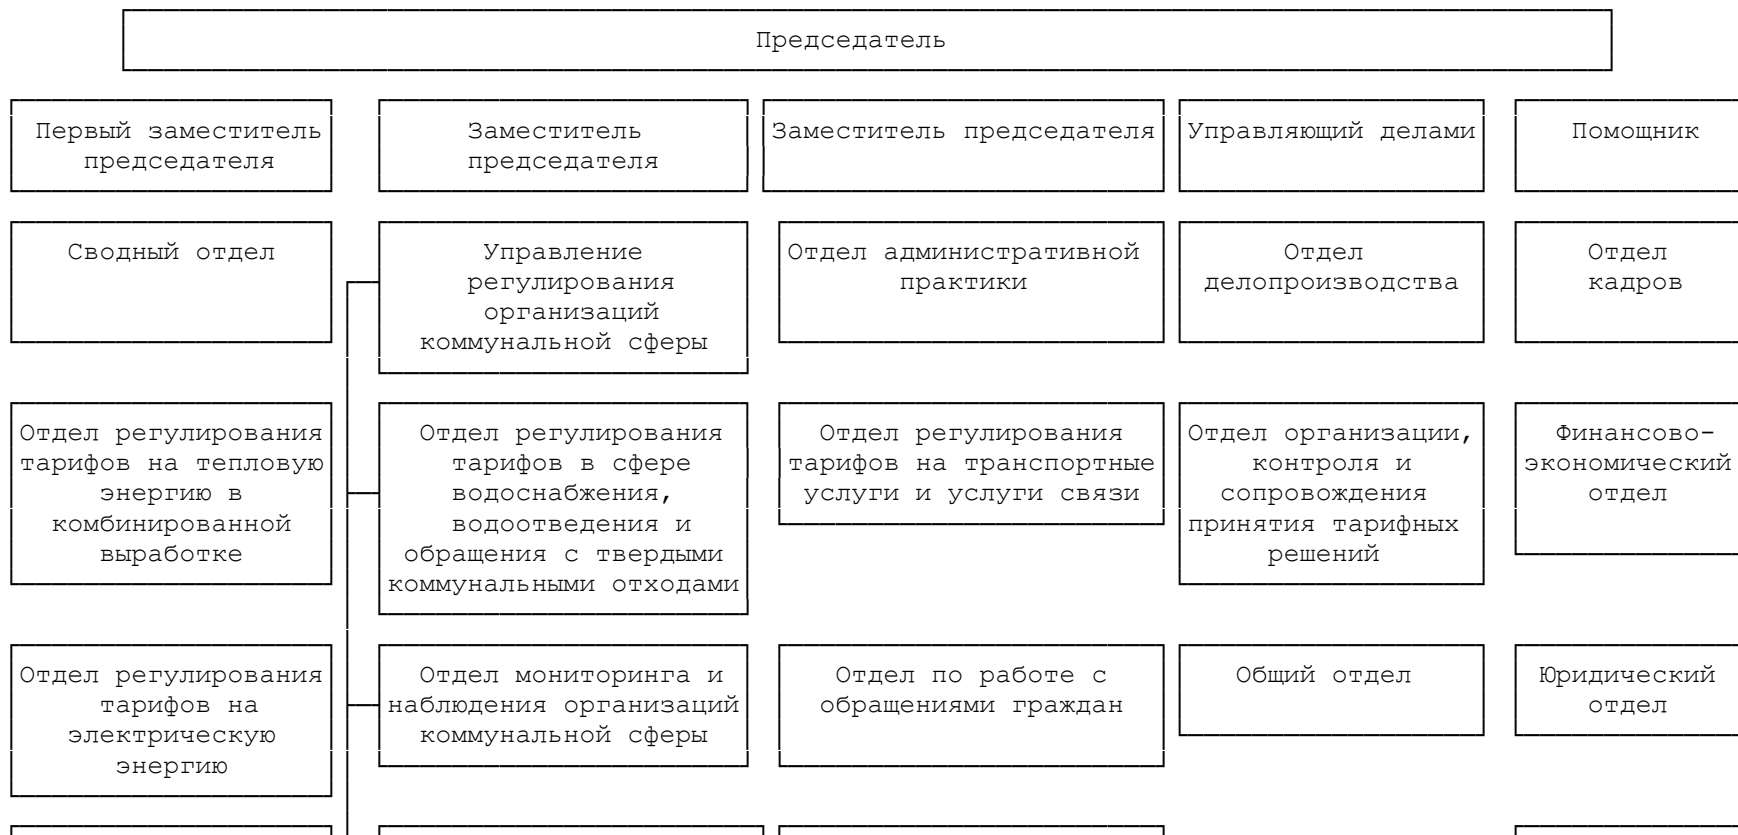 Председатель
Первый заместитель
председателя
Заместитель
председателя
Заместитель председателя
Управляющий делами
Помощник
Сводный отдел
Управление
регулирования
организаций
коммунальной сферы
Отдел административной
практики
Отдел
делопроизводства
Отдел
кадров
Отдел регулирования
тарифов на тепловую
энергию в
комбинированной
выработке
Отдел регулирования
тарифов в сфере
водоснабжения,
водоотведения и
обращения с твердыми
коммунальными отходами
Отдел регулирования
тарифов на транспортные
услуги и услуги связи
Отдел организации,
контроля и
сопровождения
принятия тарифных
решений
Финансово-
экономический
отдел
Отдел регулирования
тарифов на
электрическую
энергию
Отдел мониторинга и
наблюдения организаций
коммунальной сферы
Отдел по работе с
обращениями граждан
Общий отдел
Юридический
отдел